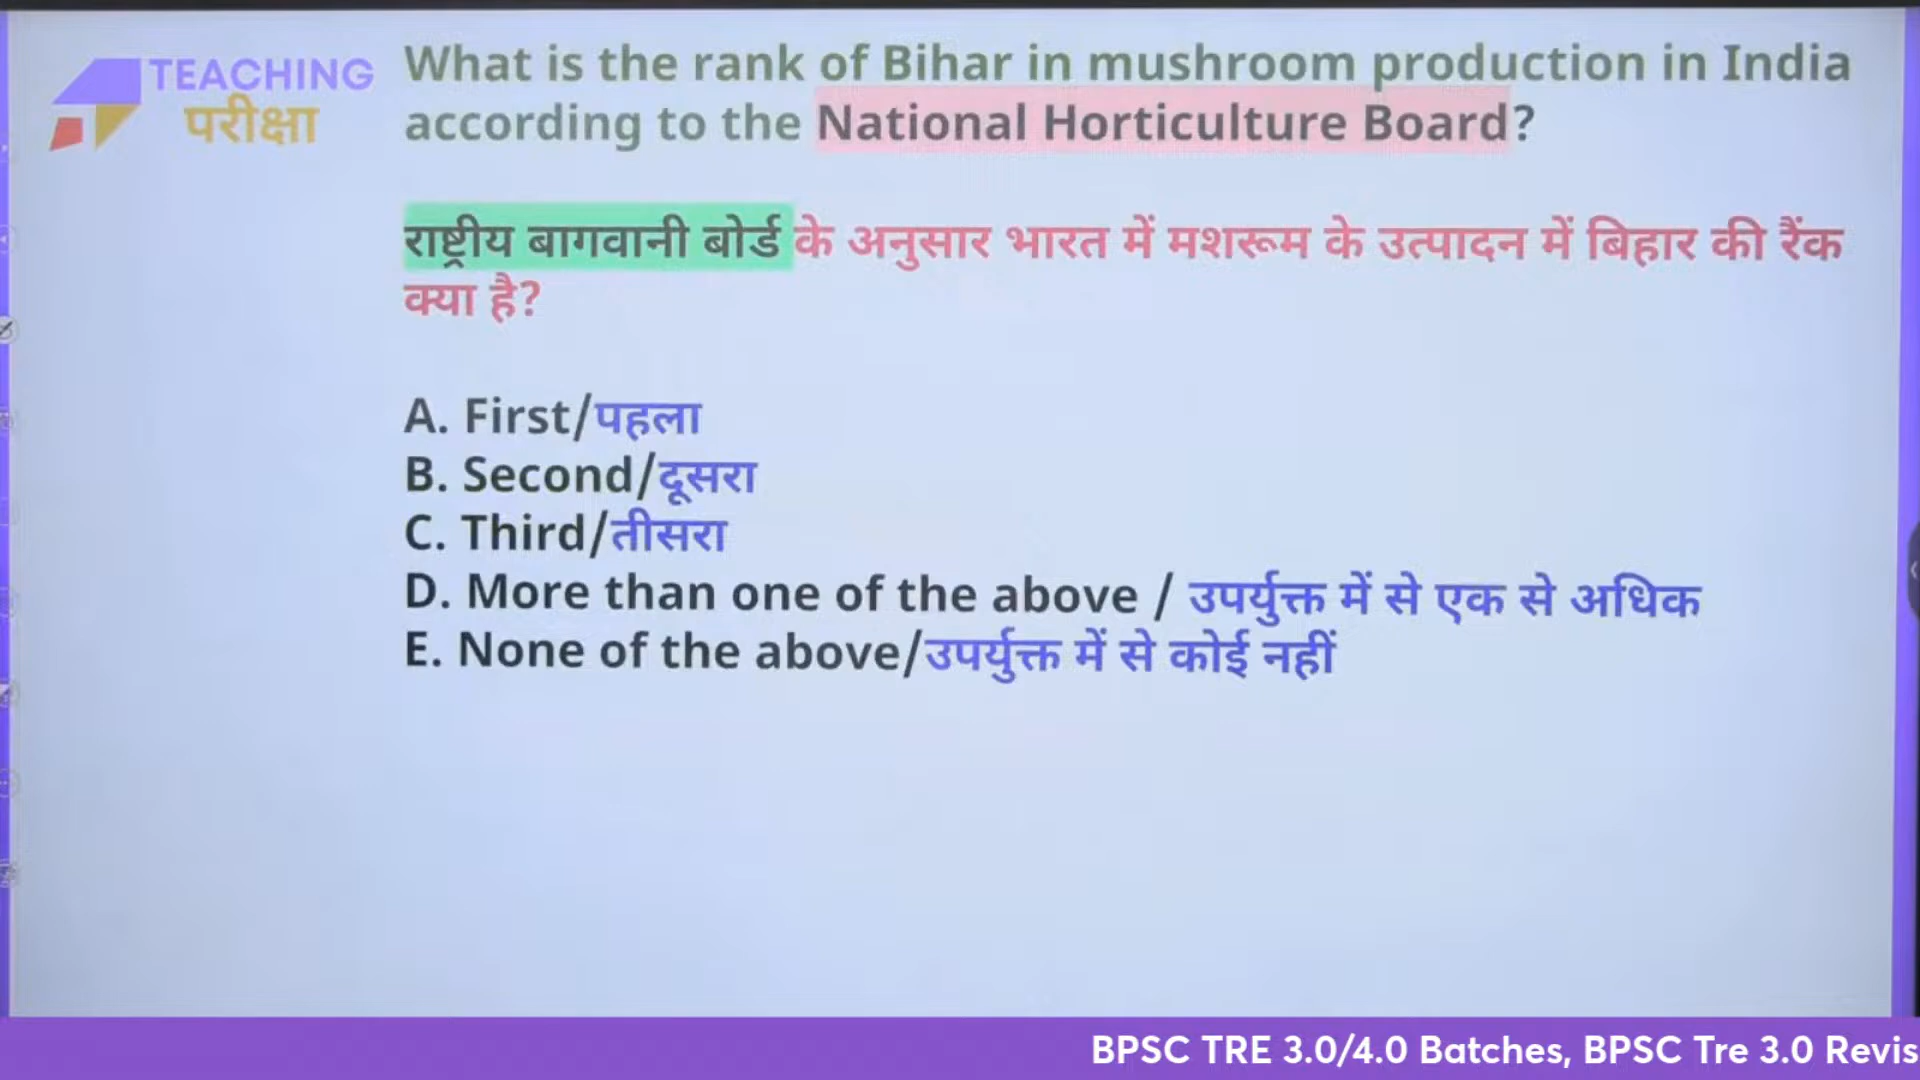 TEACHING
परीक्षा
What is the rank of Bihar in mushroom production in India
according to the National Horticulture Board?
राष्ट्रीय बागवानी बोर्ड के अनुसार भारत में मशरूम के उत्पादन में बिहार की रैंक
क्या है?
A. First/पहला
B. Second/दूसरा
C. Third/तीसरा
D. More than one of the above / उपर्युक्त में से एक से अधिक
E. None of the above/उपर्युक्त में से कोई नहीं
BPSC TRE 3.0/4.0 Batches, BPSC Tre 3.0 Revis